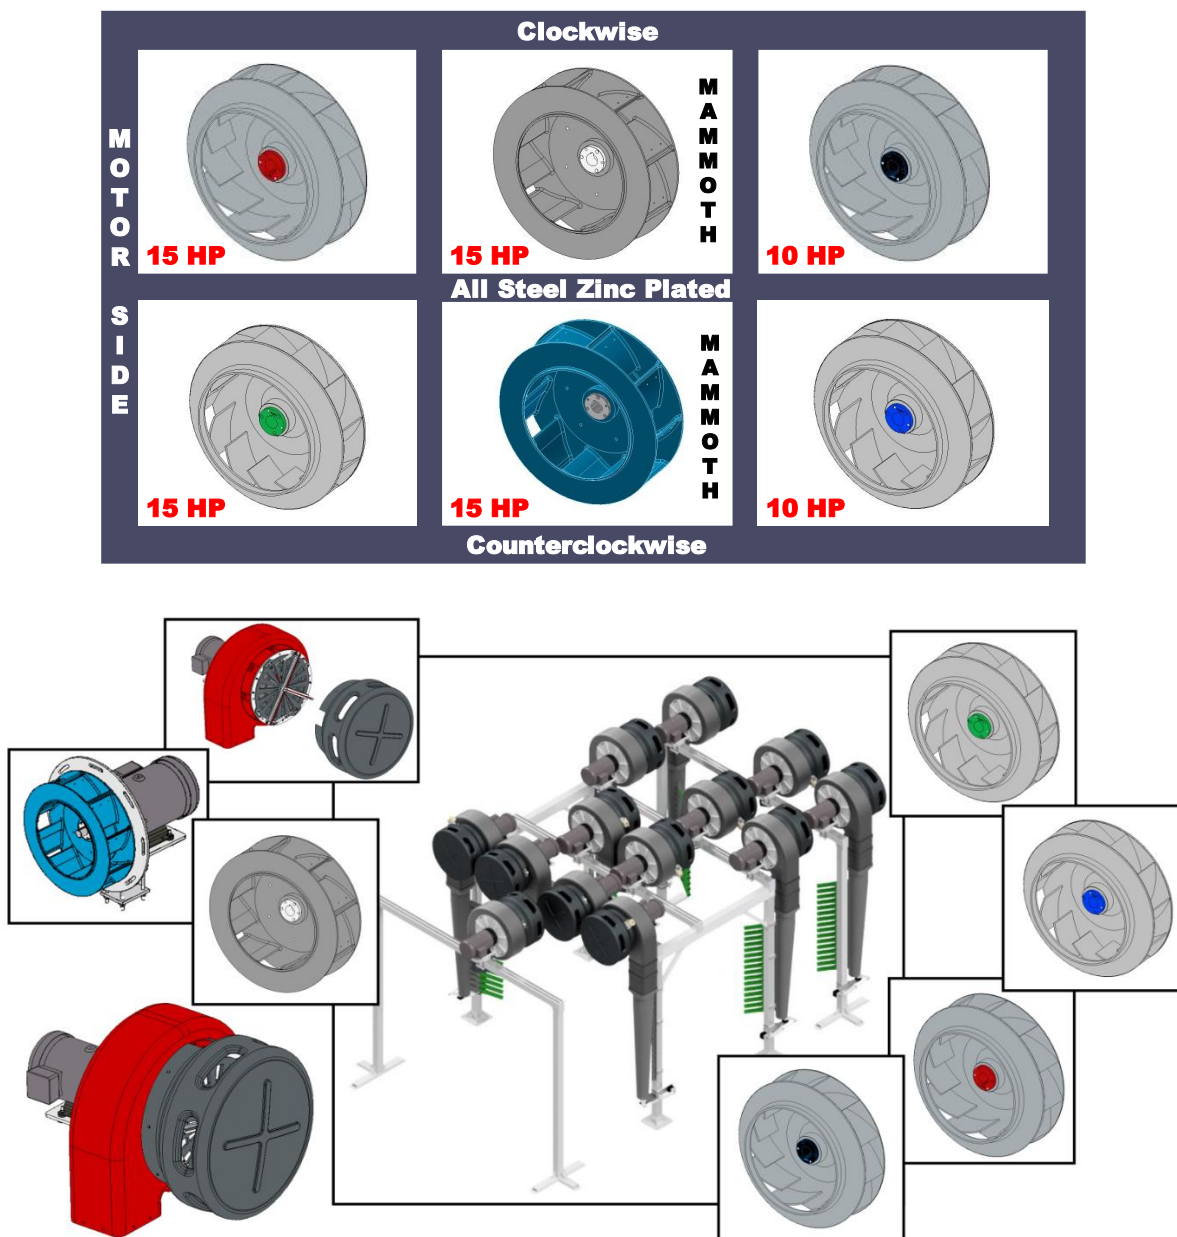 Clockwise
MOTOR SIDE
15 HP
MAMMOTH
15 HP
10 HP
All Steel Zinc Plated
15 HP
MAMMOTH
15 HP
10 HP
Counterclockwise